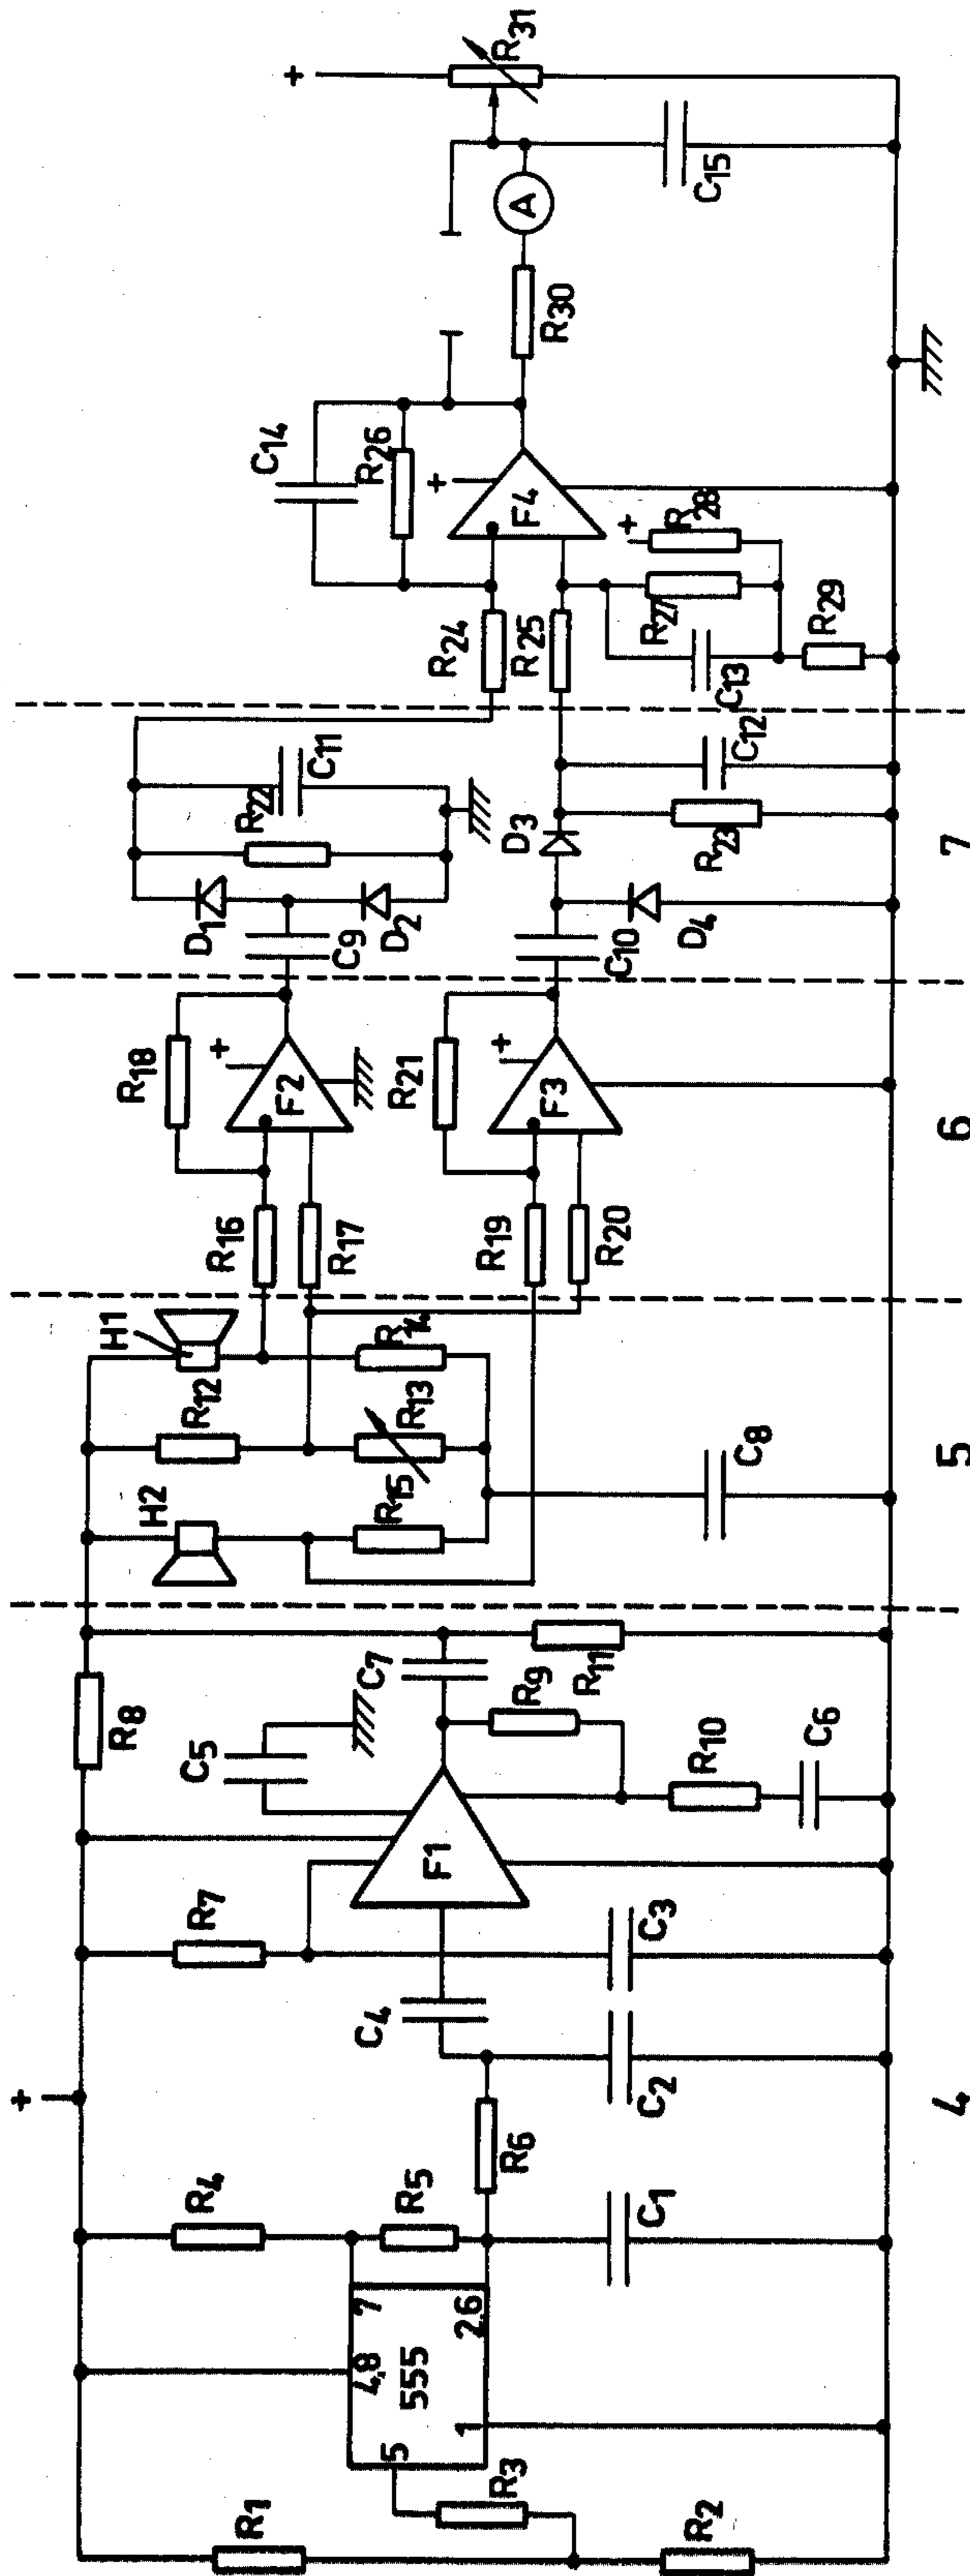 +
R1
R2
R3
5
4,8
7
555
1
2.6
R4
R5
R6
C1
C2
C4
R7
C3
F1
C5
R8
C7
R9
R10
C6
R11
4
H2
R12
H1
R15
R13
R14
C8
5
R16
R17
R18
+
F2
R19
R20
R21
+
F3
6
C9
D1
D2
R22
C11
C10
D3
D4
R23
C12
7
R24
R25
C14
R26
+
F4
C13
R27
+
R28
R29
R30
A
C15
+
R31